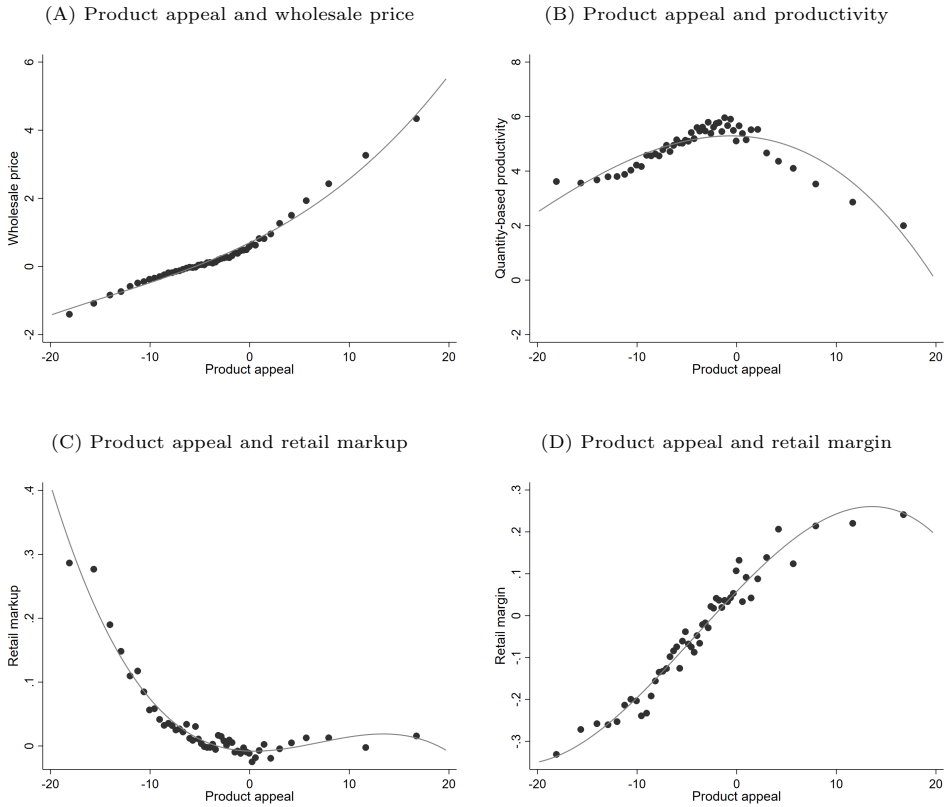 (A) Product appeal and wholesale price
(B) Product appeal and productivity
Wholesale price
6
4
2
0
-2
-20 -10 0 10 20
Product appeal
Quantity-based productivity
8
6
4
2
0
-2
-20 -10 0 10 20
Product appeal
(C) Product appeal and retail markup
(D) Product appeal and retail margin
Retail markup
.4
.3
.2
.1
0
-20 -10 0 10 20
Product appeal
Retail margin
.3
.2
.1
0
-.1
-.2
-.3
-20 -10 0 10 20
Product appeal